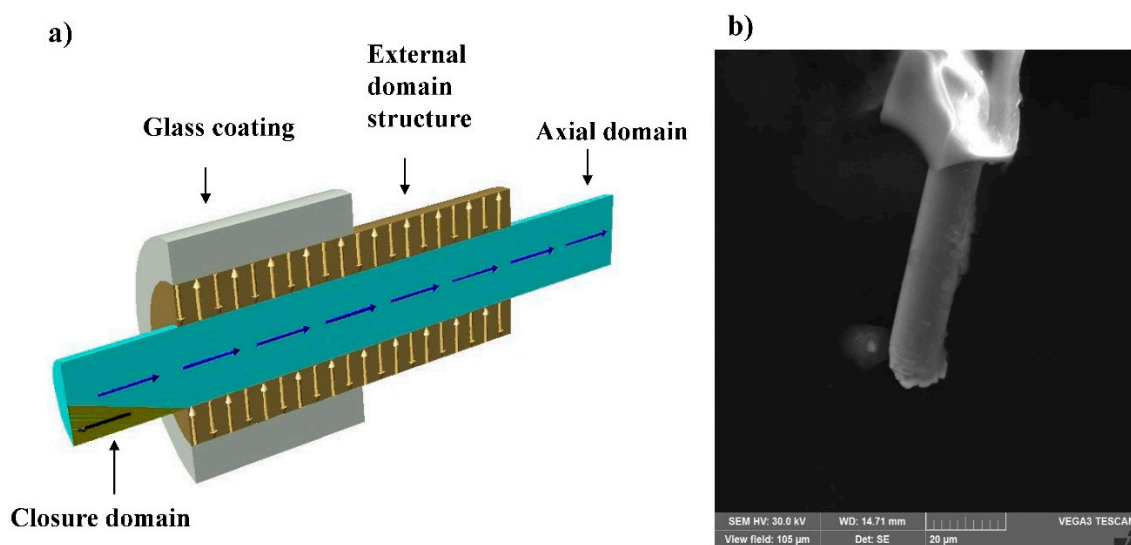 a)
External
domain
structure
Glass coating
Axial domain
Closure domain
b)
SEM HV: 30.0 kV
WD: 14.71 mm
VEGA3 TESCAN
View field: 105 µm
Det: SE
20 µm